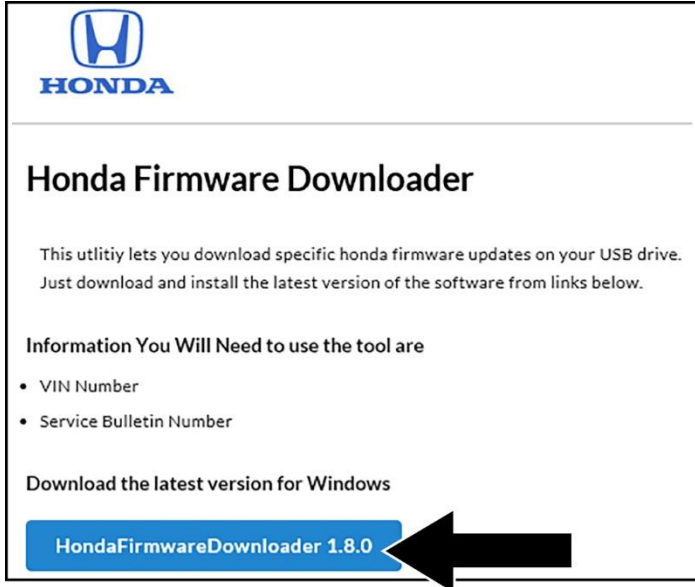 HONDA
Honda Firmware Downloader
This utlitiy lets you download specific honda firmware updates on your USB drive.
Just download and install the latest version of the software from links below.
Information You Will Need to use the tool are
• VIN Number
• Service Bulletin Number
Download the latest version for Windows
HondaFirmwareDownloader 1.8.0